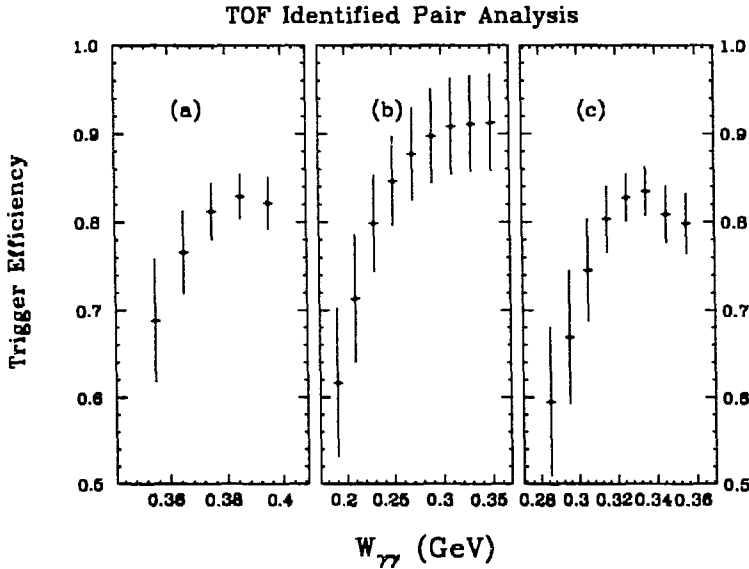 TOF Identified Pair Analysis
1.0 1.0
(a) (b) (c)
0.9 0.9
0.8 0.8
0.7 0.7
0.6 0.6
0.5 0.5
Trigger Efficiency
0.36 0.38 0.4 0.2 0.25 0.3 0.35 0.28 0.3 0.32 0.34 0.36
W_γγ (GeV)